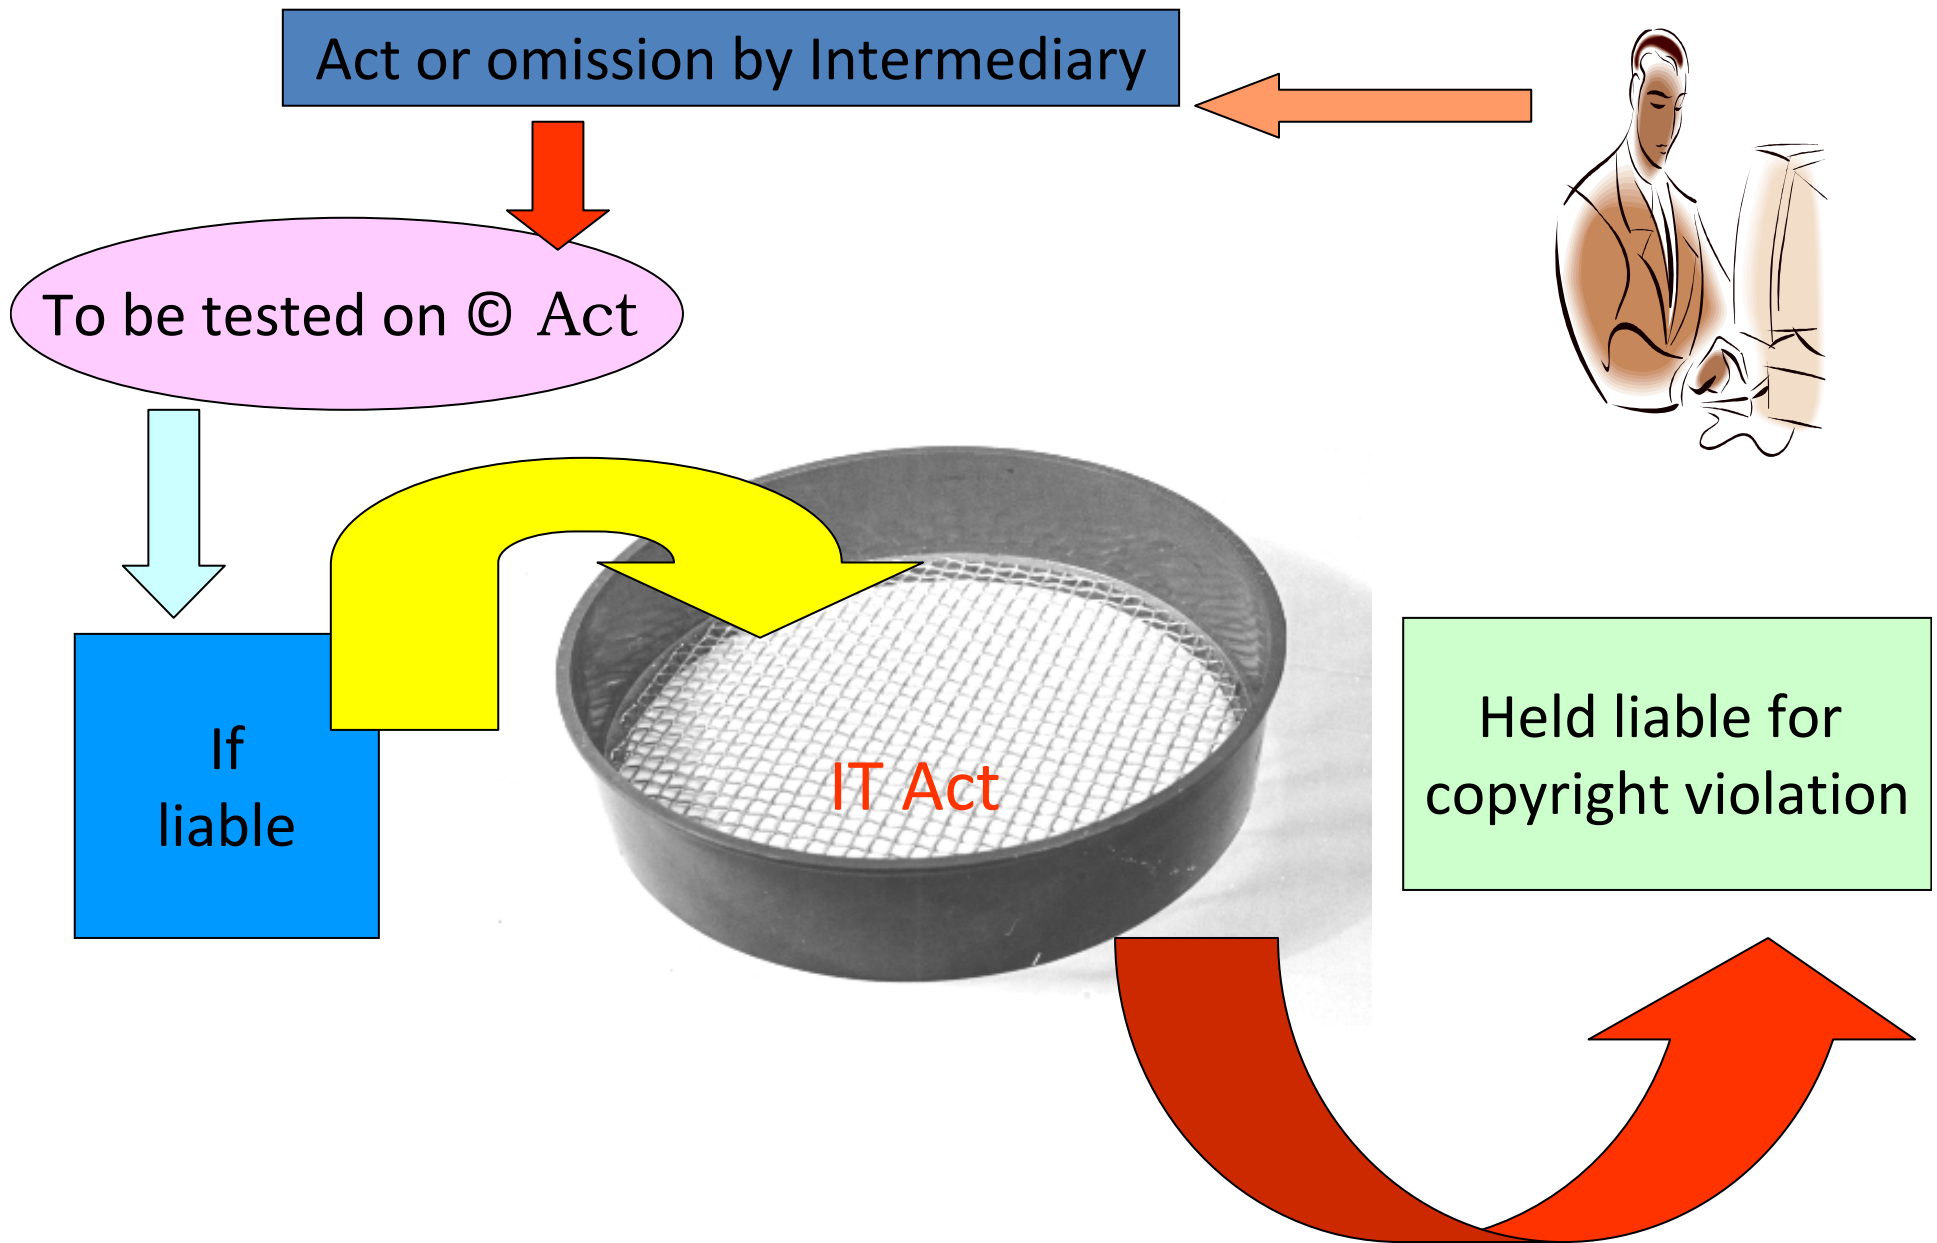 Act or omission by Intermediary
To be tested on © Act
If
liable
IT Act
Held liable for
copyright violation